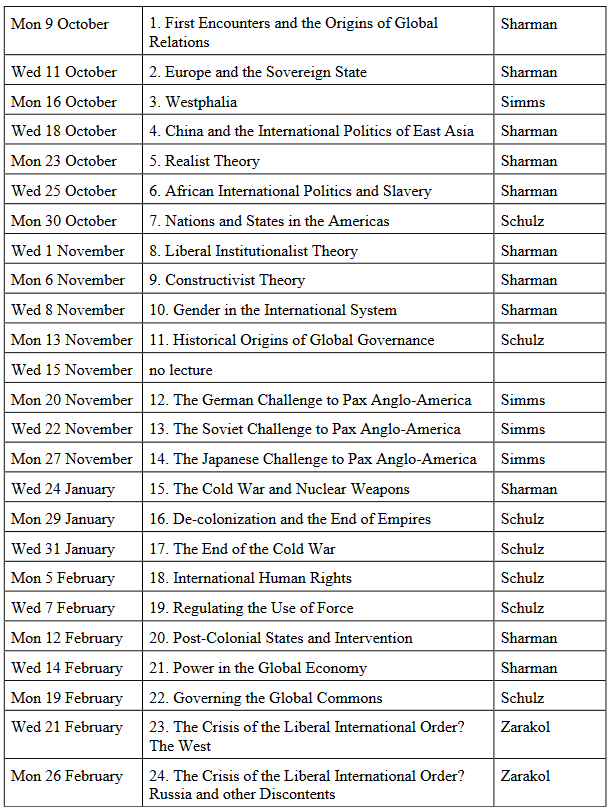 Mon 9 October 1. First Encounters and the Origins of Global Sharman
Relations
Wed 11 October 2. Europe and the Sovereign State Sharman
Mon 16 October 3. Westphalia Simms
Wed 18 October 4. China and the International Politics of East Asia Sharman
Mon 23 October 5. Realist Theory Sharman
Wed 25 October 6. African International Politics and Slavery Sharman
Mon 30 October 7. Nations and States in the Americas Schulz
Wed 1 November 8. Liberal Institutionalist Theory Sharman
Mon 6 November 9. Constructivist Theory Sharman
Wed 8 November 10. Gender in the International System Sharman
Mon 13 November 11. Historical Origins of Global Governance Schulz
Wed 15 November no lecture
Mon 20 November 12. The German Challenge to Pax Anglo-America Simms
Wed 22 November 13. The Soviet Challenge to Pax Anglo-America Simms
Mon 27 November 14. The Japanese Challenge to Pax Anglo-America Simms
Wed 24 January 15. The Cold War and Nuclear Weapons Sharman
Mon 29 January 16. De-colonization and the End of Empires Schulz
Wed 31 January 17. The End of the Cold War Schulz
Mon 5 February 18. International Human Rights Schulz
Wed 7 February 19. Regulating the Use of Force Schulz
Mon 12 February 20. Post-Colonial States and Intervention Sharman
Wed 14 February 21. Power in the Global Economy Sharman
Mon 19 February 22. Governing the Global Commons Schulz
Wed 21 February 23. The Crisis of the Liberal International Order? Zarakol
The West
Mon 26 February 24. The Crisis of the Liberal International Order? Zarakol
Russia and other Discontents